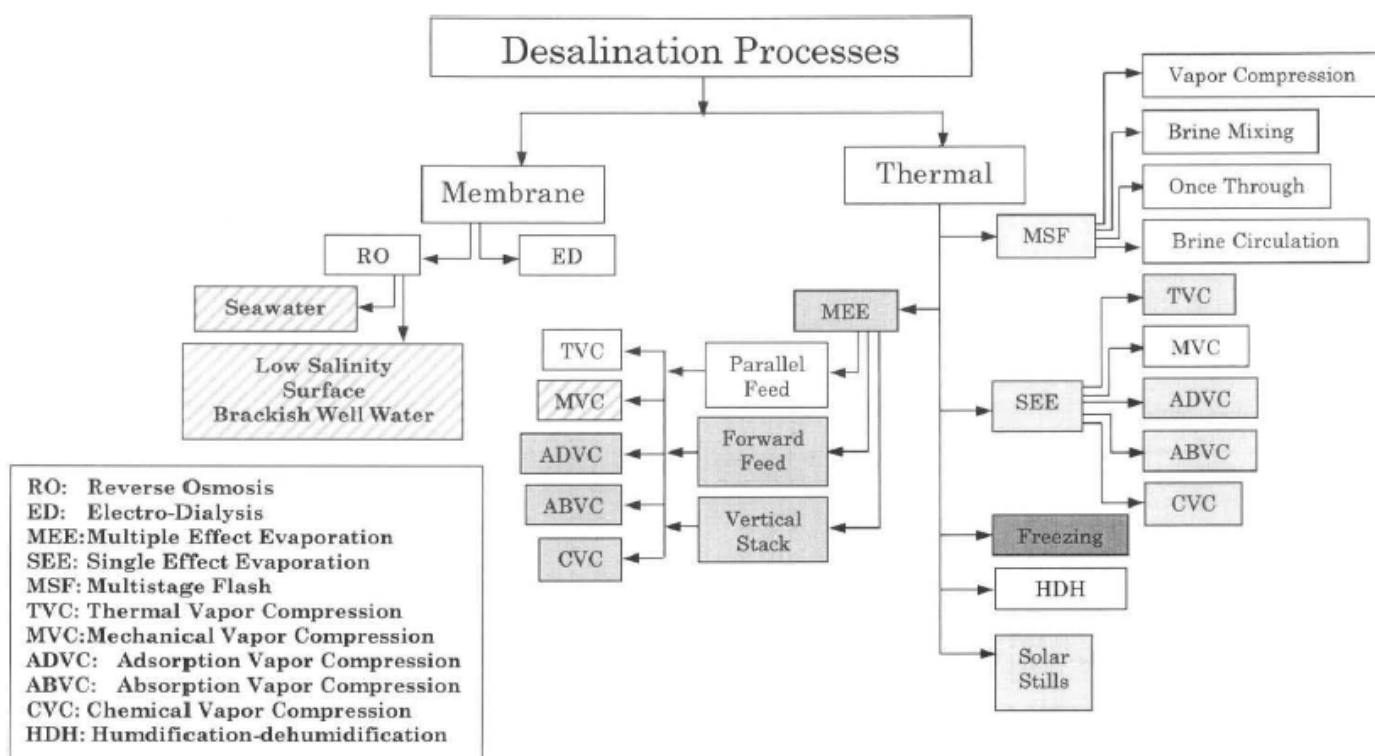 Desalination Processes
Membrane
Thermal
RO
ED
Seawater
Low Salinity
Surface
Brackish Well Water
MSF
Vapor Compression
Brine Mixing
Once Through
Brine Circulation
MEE
Parallel
Feed
Forward
Feed
Vertical
Stack
TVC
MVC
ADVC
ABVC
CVC
SEE
TVC
MVC
ADVC
ABVC
CVC
Freezing
HDH
Solar
Stills
RO: Reverse Osmosis
ED: Electro-Dialysis
MEE:Multiple Effect Evaporation
SEE: Single Effect Evaporation
MSF: Multistage Flash
TVC: Thermal Vapor Compression
MVC:Mechanical Vapor Compression
ADVC: Adsorption Vapor Compression
ABVC: Absorption Vapor Compression
CVC: Chemical Vapor Compression
HDH: Humdification-dehumidification